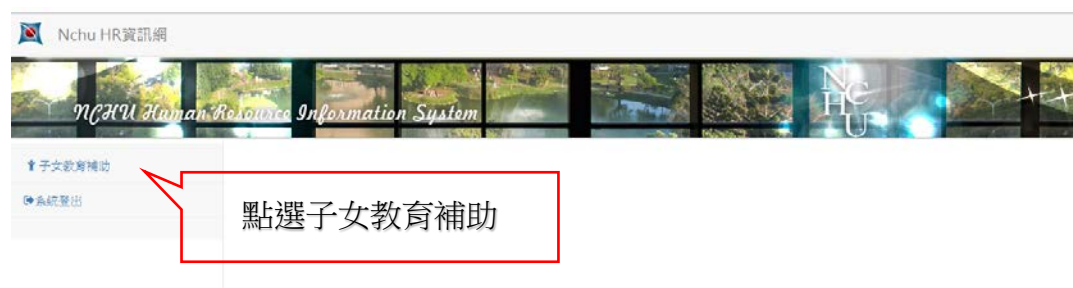 Nchu HR資訊網
NCHU Human Resource Information System
NCHU
子女教育補助
系統登出
點選子女教育補助